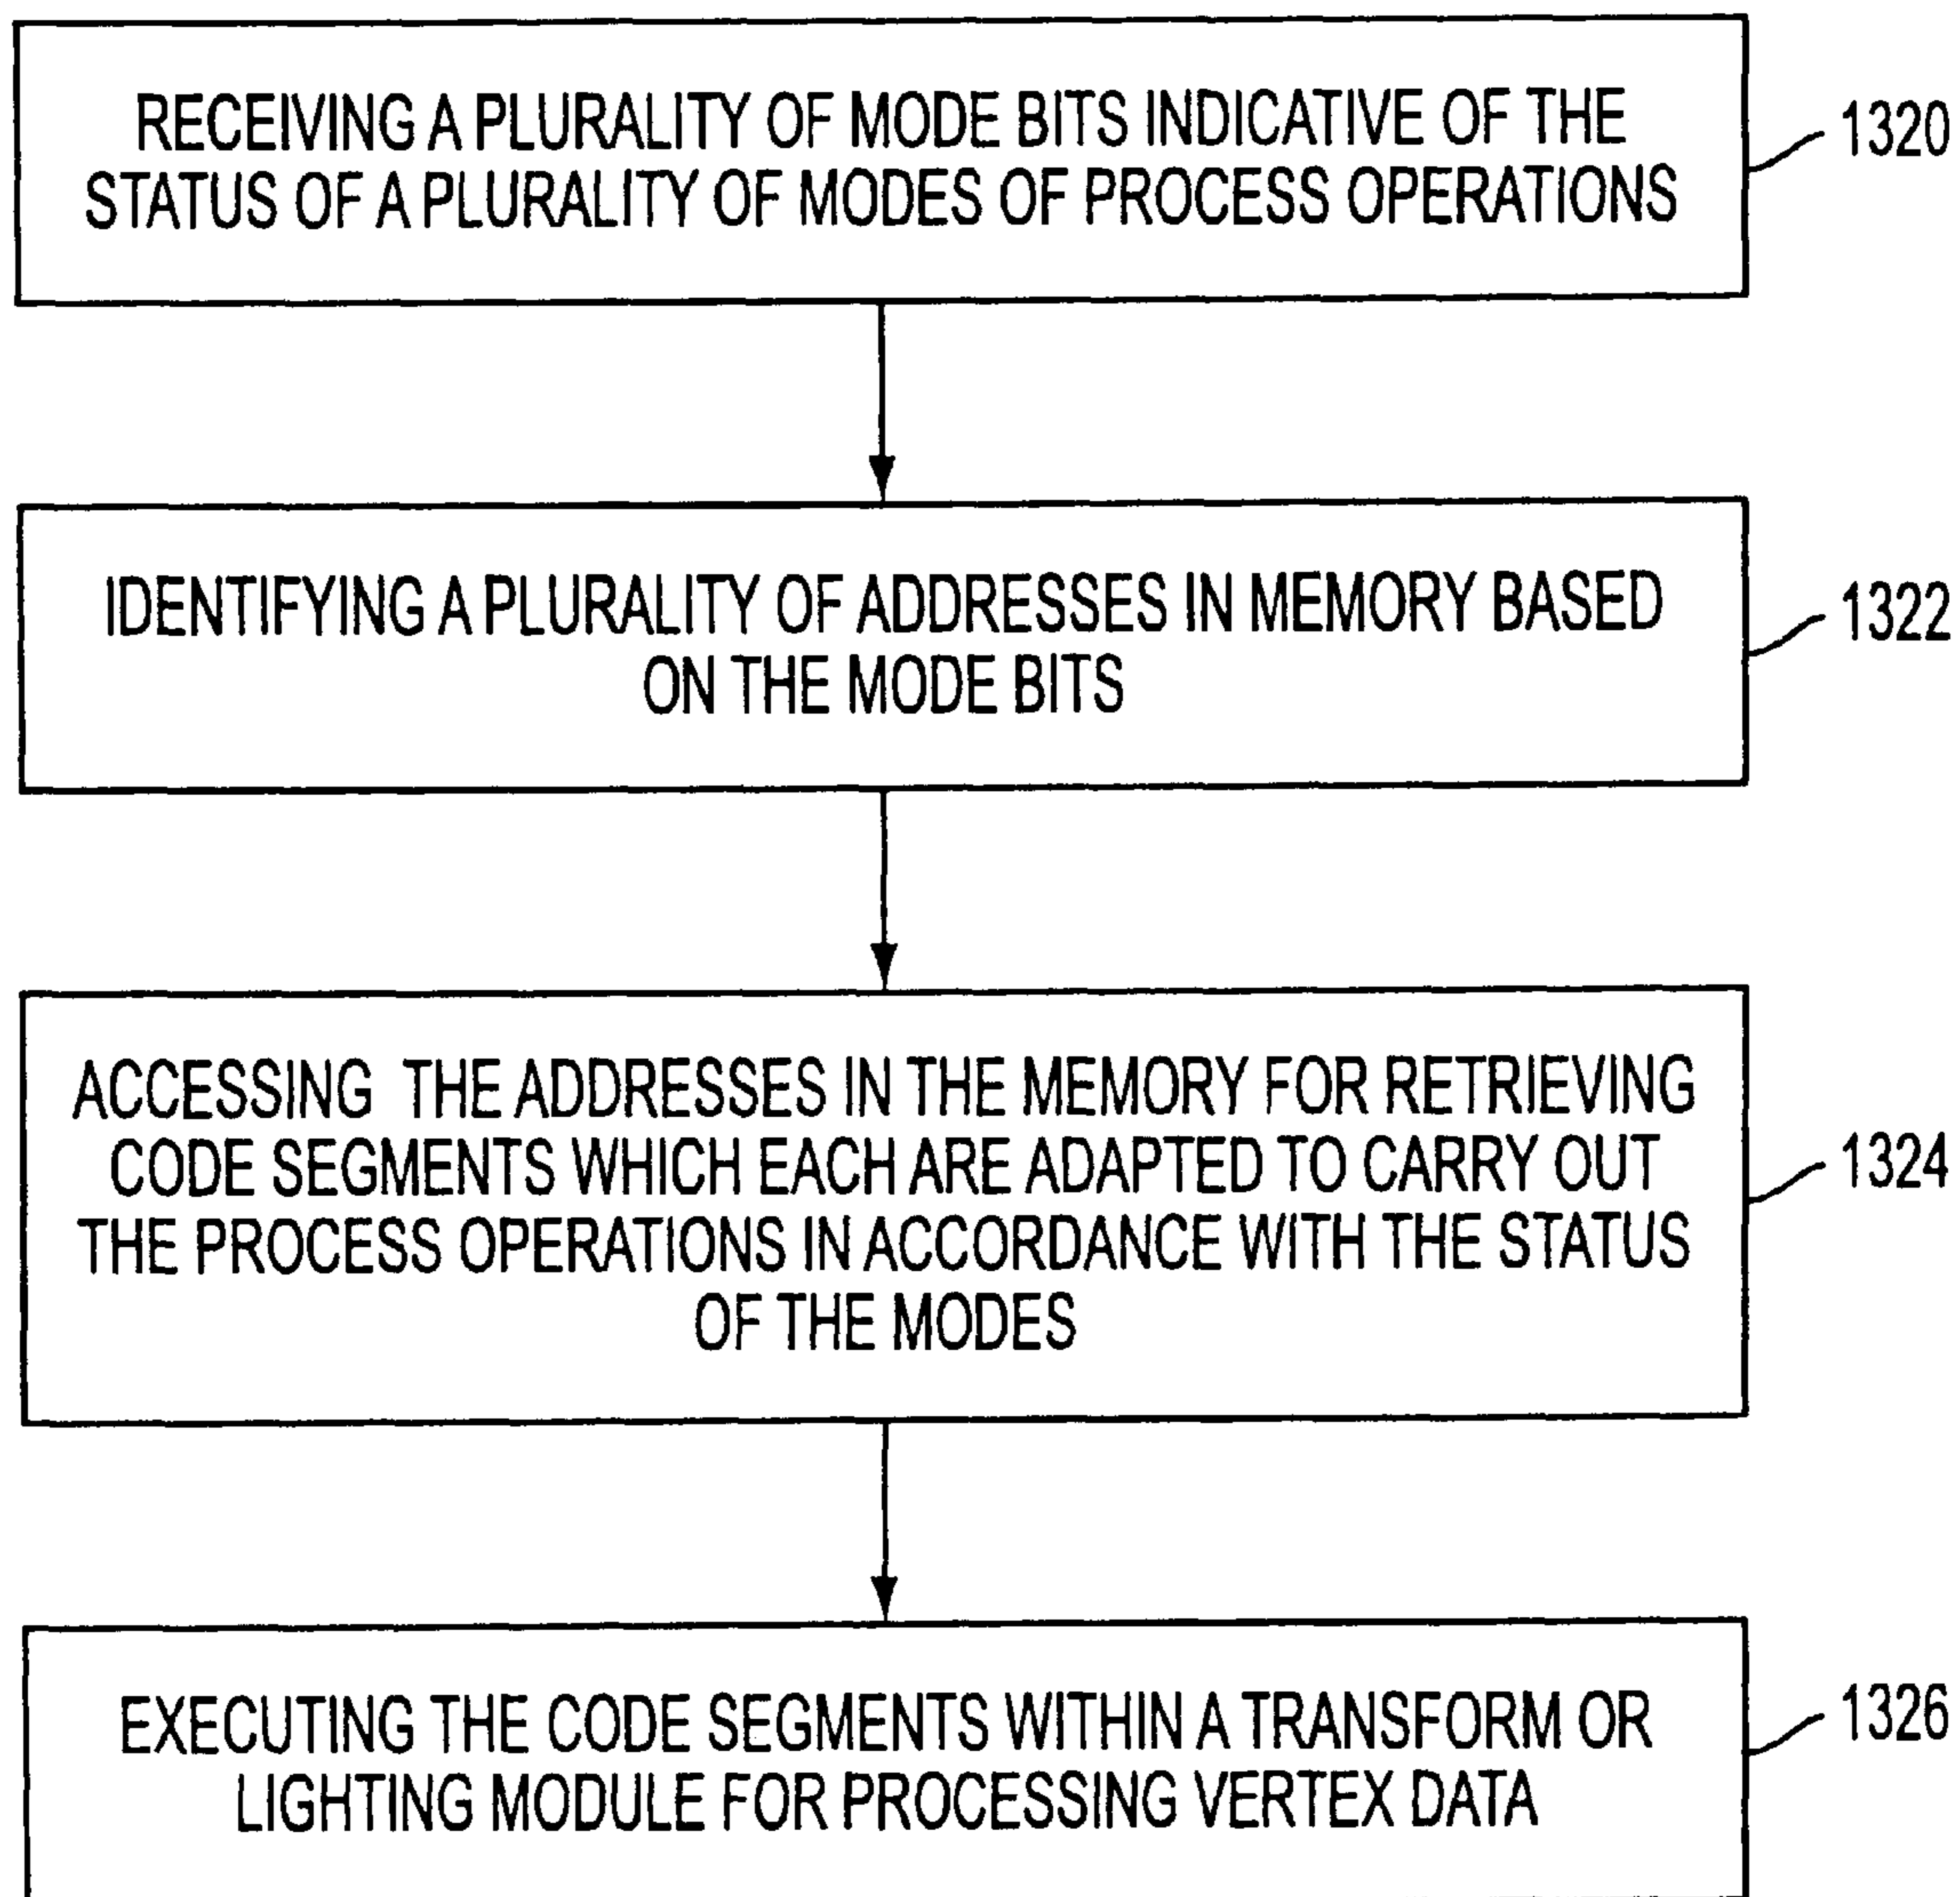 RECEIVING A PLURALITY OF MODE BITS INDICATIVE OF THE
STATUS OF A PLURALITY OF MODES OF PROCESS OPERATIONS
1320
IDENTIFYING A PLURALITY OF ADDRESSES IN MEMORY BASED
ON THE MODE BITS
1322
ACCESSING THE ADDRESSES IN THE MEMORY FOR RETRIEVING
CODE SEGMENTS WHICH EACH ARE ADAPTED TO CARRY OUT
THE PROCESS OPERATIONS IN ACCORDANCE WITH THE STATUS
OF THE MODES
1324
EXECUTING THE CODE SEGMENTS WITHIN A TRANSFORM OR
LIGHTING MODULE FOR PROCESSING VERTEX DATA
1326